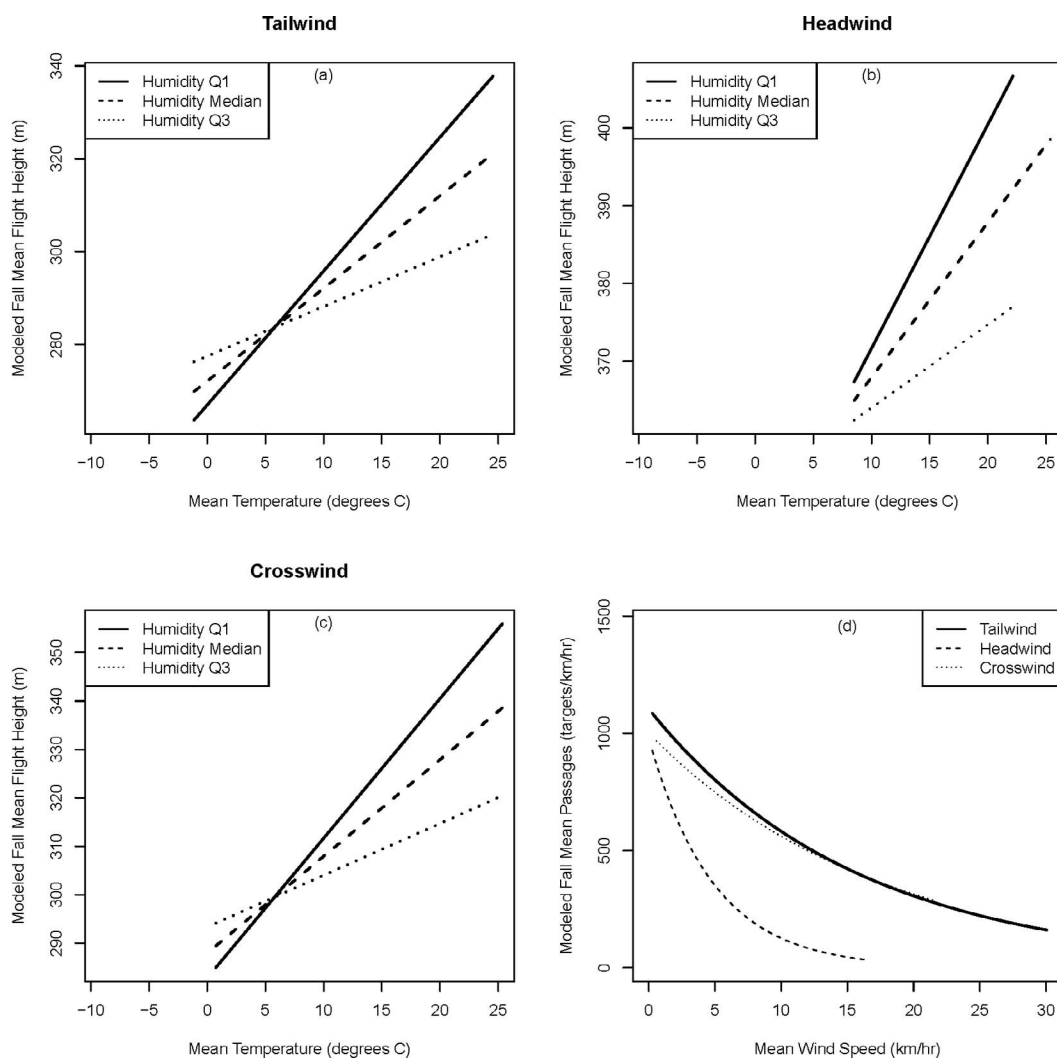 Tailwind
(a)
Humidity Q1
Humidity Median
Humidity Q3
Modeled Fall Mean Flight Height (m)
340
320
300
280
−10 −5 0 5 10 15 20 25
Mean Temperature (degrees C)
Headwind
(b)
Humidity Q1
Humidity Median
Humidity Q3
Modeled Fall Mean Flight Height (m)
400
390
380
370
−10 −5 0 5 10 15 20 25
Mean Temperature (degrees C)
Crosswind
(c)
Humidity Q1
Humidity Median
Humidity Q3
Modeled Fall Mean Flight Height (m)
350
340
330
320
310
300
290
−10 −5 0 5 10 15 20 25
Mean Temperature (degrees C)
(d)
Tailwind
Headwind
Crosswind
Modeled Fall Mean Passages (targets/km/hr)
1500
1000
500
0
0 5 10 15 20 25 30
Mean Wind Speed (km/hr)